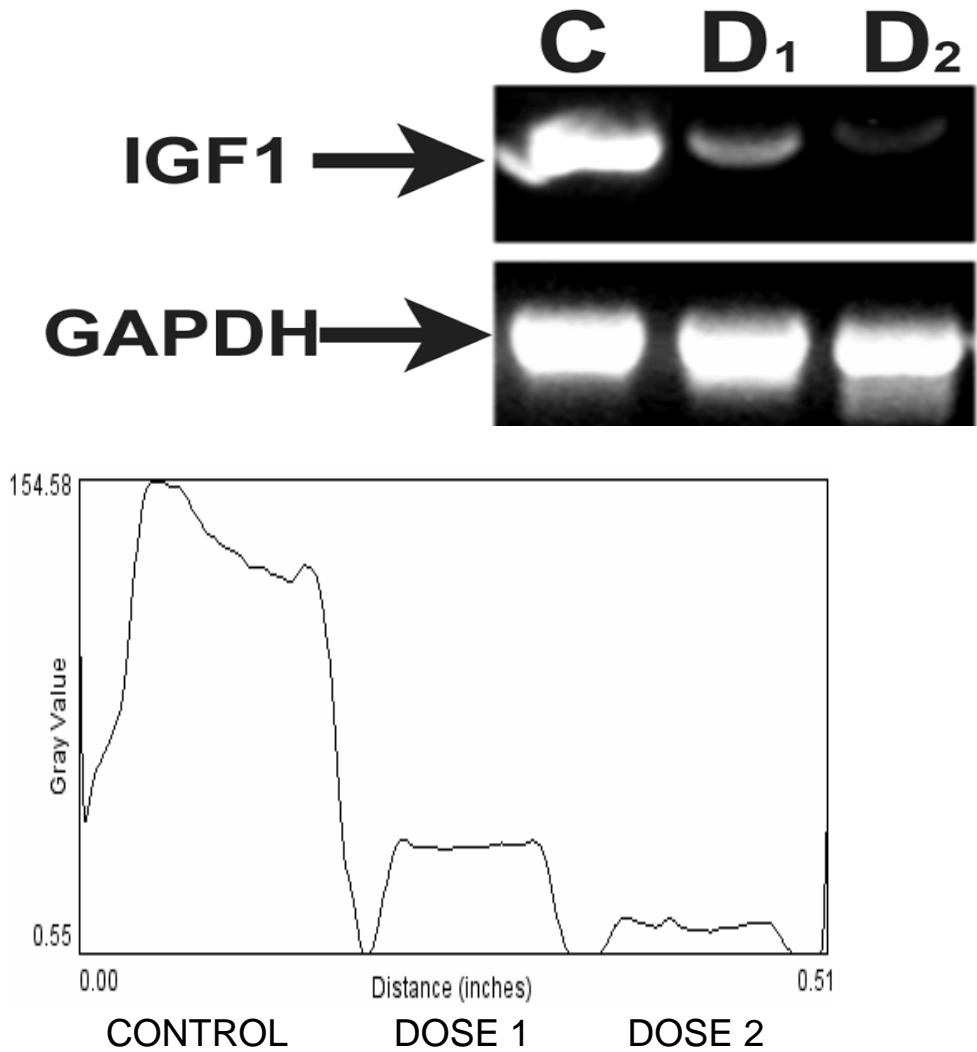 C D1 D2
IGF1
GAPDH
154.58
Gray Value
0.55
0.00 0.51
Distance (inches)
CONTROL DOSE 1 DOSE 2